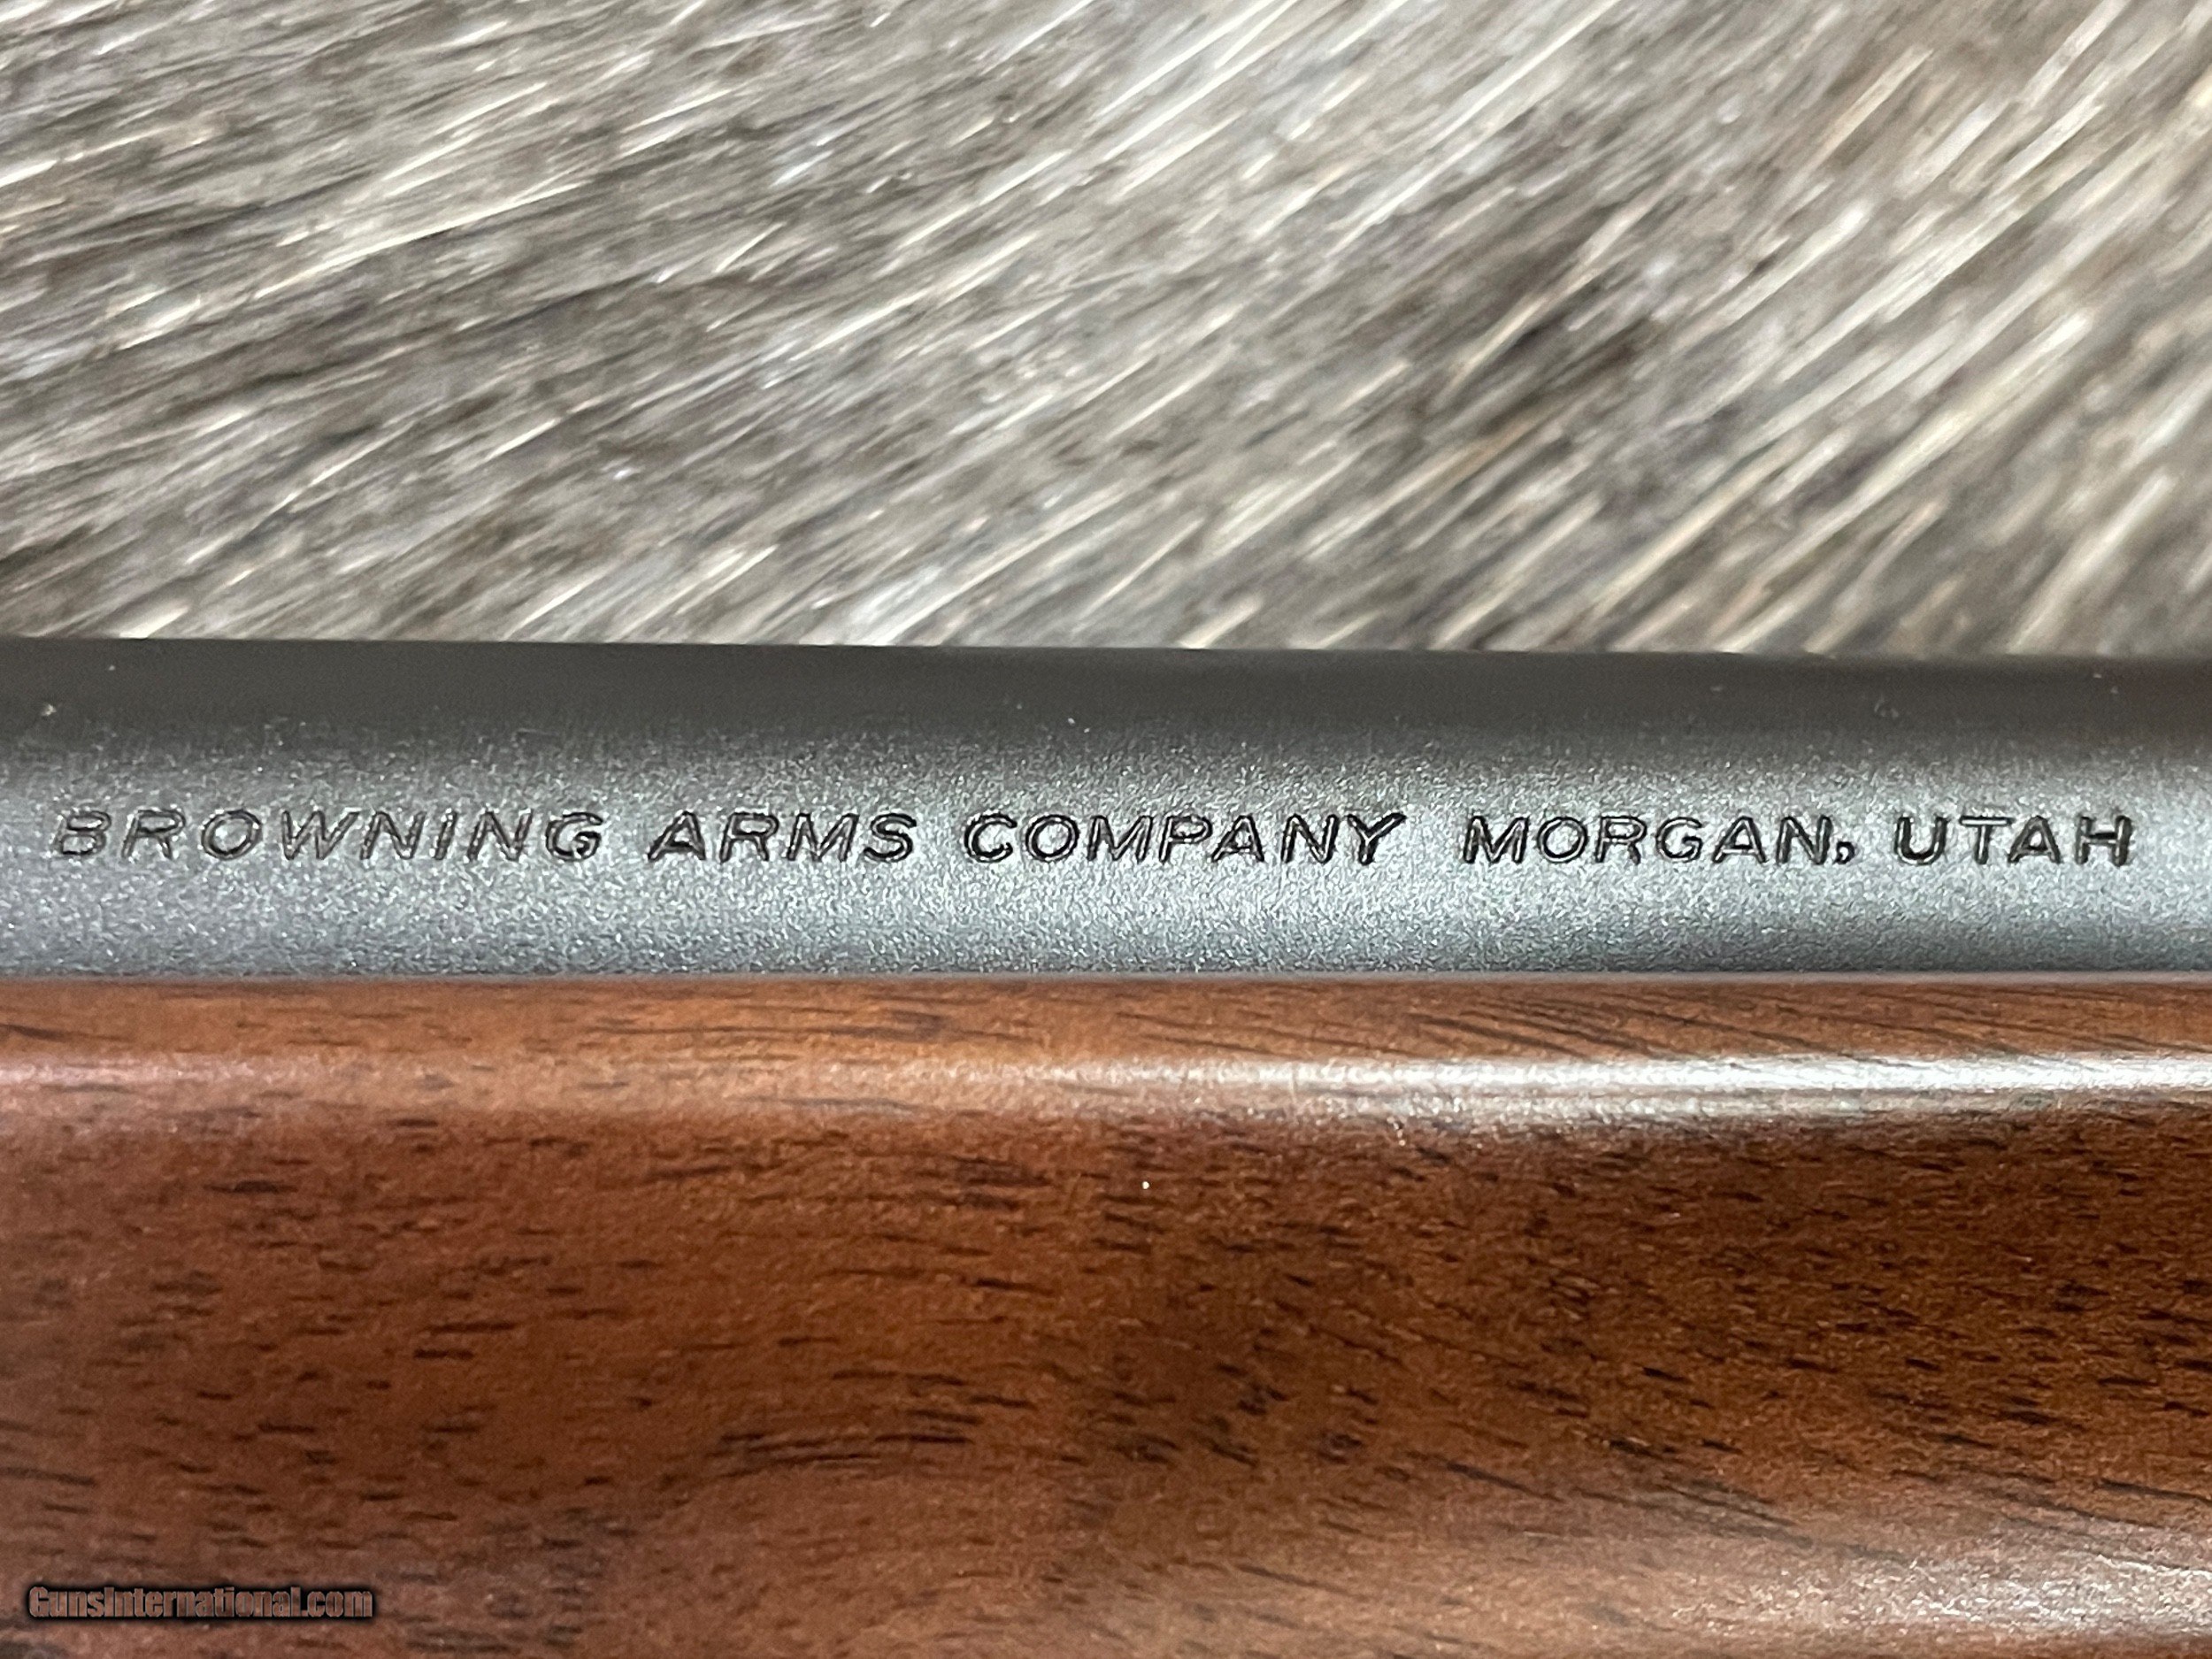 BROWNING ARMS COMPANY MORGAN, UTAH
GunsInternational.com